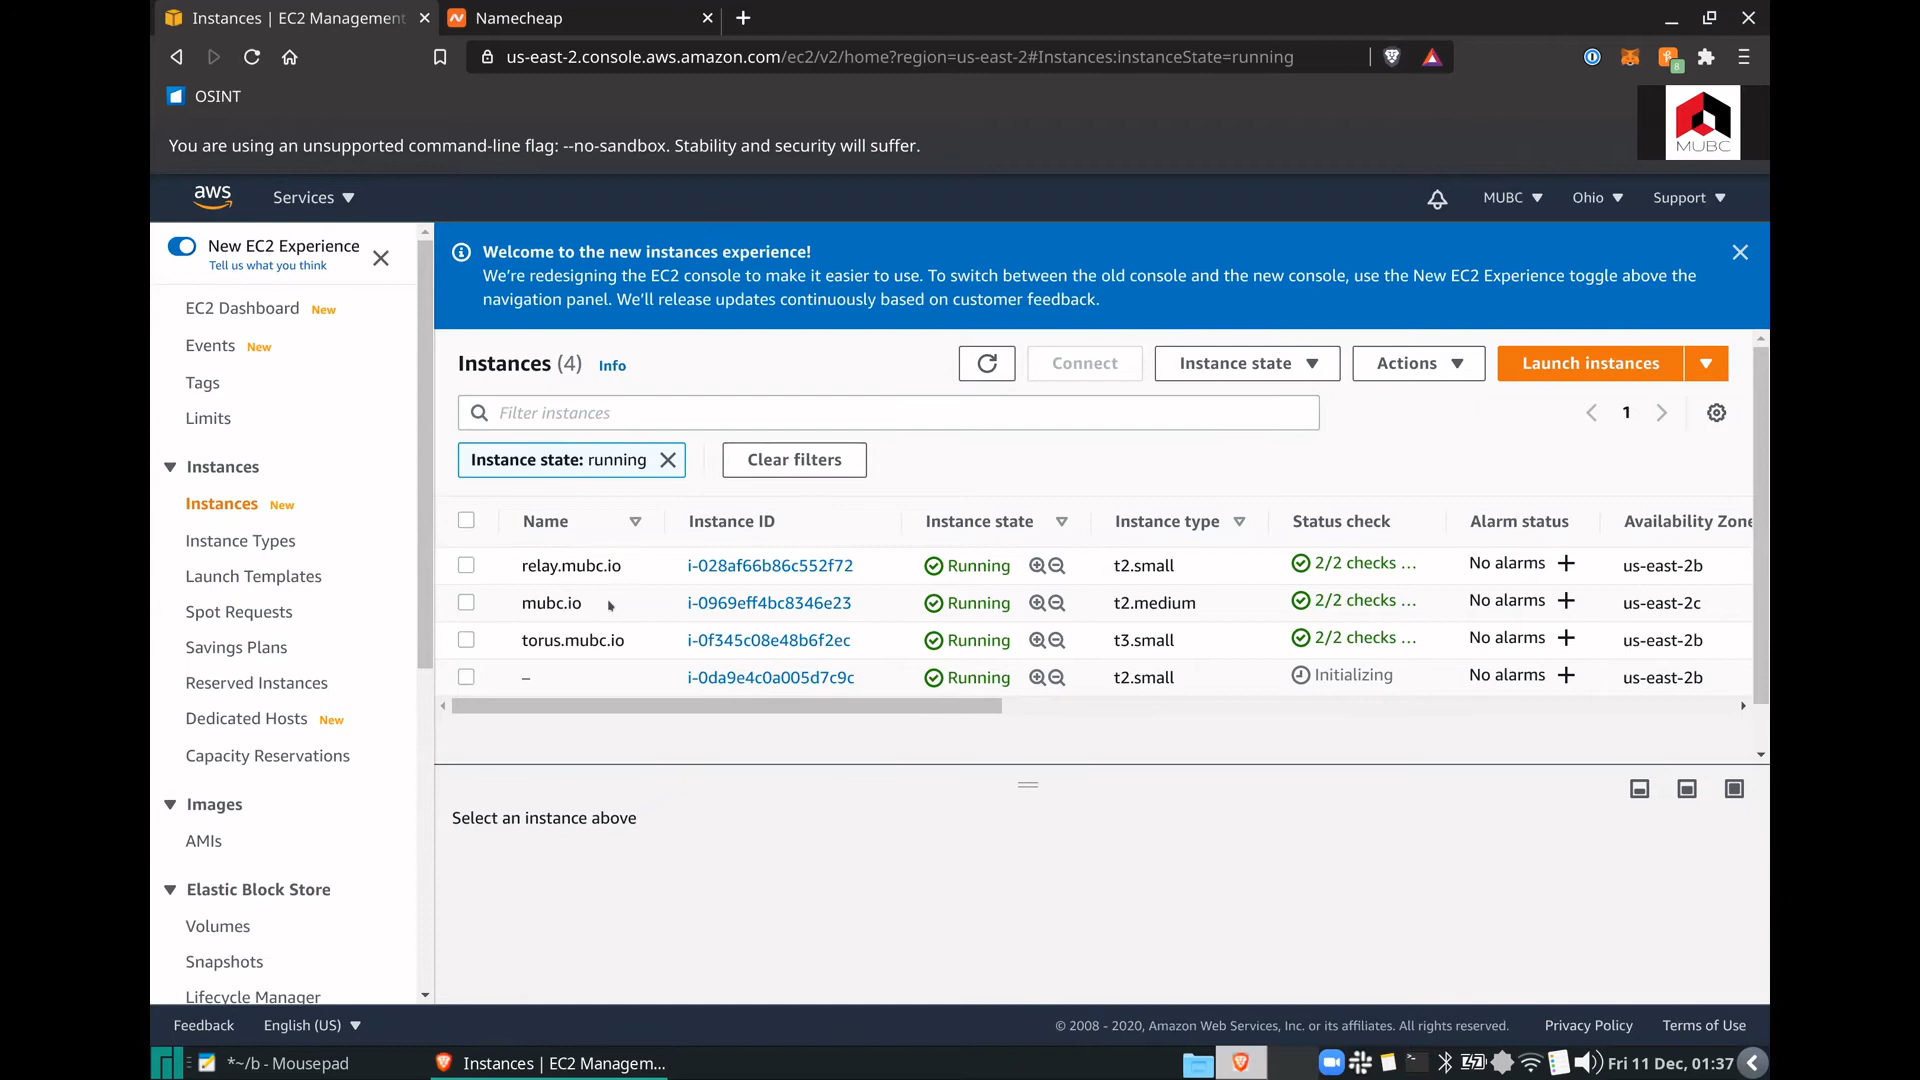 Instances | EC2 Management
Namecheap
us-east-2.console.aws.amazon.com/ec2/v2/home?region=us-east-2#Instances:instanceState=running
8
OSINT
MUBC
You are using an unsupported command-line flag: --no-sandbox. Stability and security will suffer.
aws
Services
MUBC
Ohio
Support
New EC2 Experience
Tell us what you think
EC2 Dashboard New
Events New
Tags
Limits
Instances
Instances New
Instance Types
Launch Templates
Spot Requests
Savings Plans
Reserved Instances
Dedicated Hosts New
Capacity Reservations
Images
AMIs
Elastic Block Store
Volumes
Snapshots
Lifecycle Manager
Welcome to the new instances experience!
We're redesigning the EC2 console to make it easier to use. To switch between the old console and the new console, use the New EC2 Experience toggle above the
navigation panel. We'll release updates continuously based on customer feedback.
Instances (4) Info
Connect
Instance state
Actions
Launch instances
Filter instances
1
Instance state: running
Clear filters
Name Instance ID Instance state Instance type Status check Alarm status Availability Zone
relay.mubc.io i-028af66b86c552f72 Running t2.small 2/2 checks ... No alarms + us-east-2b
mubc.io i-0969eff4bc8346e23 Running t2.medium 2/2 checks ... No alarms + us-east-2c
torus.mubc.io i-0f345c08e48b6f2ec Running t3.small 2/2 checks ... No alarms + us-east-2b
– i-0da9e4c0a005d7c9c Running t2.small Initializing No alarms + us-east-2b
Select an instance above
Feedback
English (US)
© 2008 - 2020, Amazon Web Services, Inc. or its affiliates. All rights reserved.
Privacy Policy
Terms of Use
*~/b - Mousepad
Instances | EC2 Managem...
Fri 11 Dec, 01:37